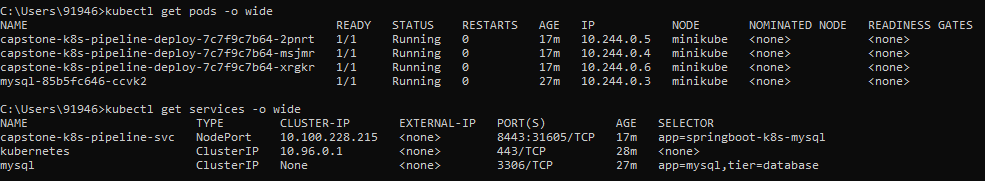 C:\Users\91946>kubectl get pods -o wide
NAME READY STATUS RESTARTS AGE IP NODE NOMINATED NODE READINESS GATES
capstone-k8s-pipeline-deploy-7c7f9c7b64-2pnrt 1/1 Running 0 17m 10.244.0.5 minikube <none> <none>
capstone-k8s-pipeline-deploy-7c7f9c7b64-msjmr 1/1 Running 0 17m 10.244.0.4 minikube <none> <none>
capstone-k8s-pipeline-deploy-7c7f9c7b64-xrgkr 1/1 Running 0 17m 10.244.0.6 minikube <none> <none>
mysql-85b5fc646-ccvk2 1/1 Running 0 27m 10.244.0.3 minikube <none> <none>
C:\Users\91946>kubectl get services -o wide
NAME TYPE CLUSTER-IP EXTERNAL-IP PORT(S) AGE SELECTOR
capstone-k8s-pipeline-svc NodePort 10.100.228.215 <none> 8443:31605/TCP 17m app=springboot-k8s-mysql
kubernetes ClusterIP 10.96.0.1 <none> 443/TCP 28m <none>
mysql ClusterIP None <none> 3306/TCP 27m app=mysql,tier=database